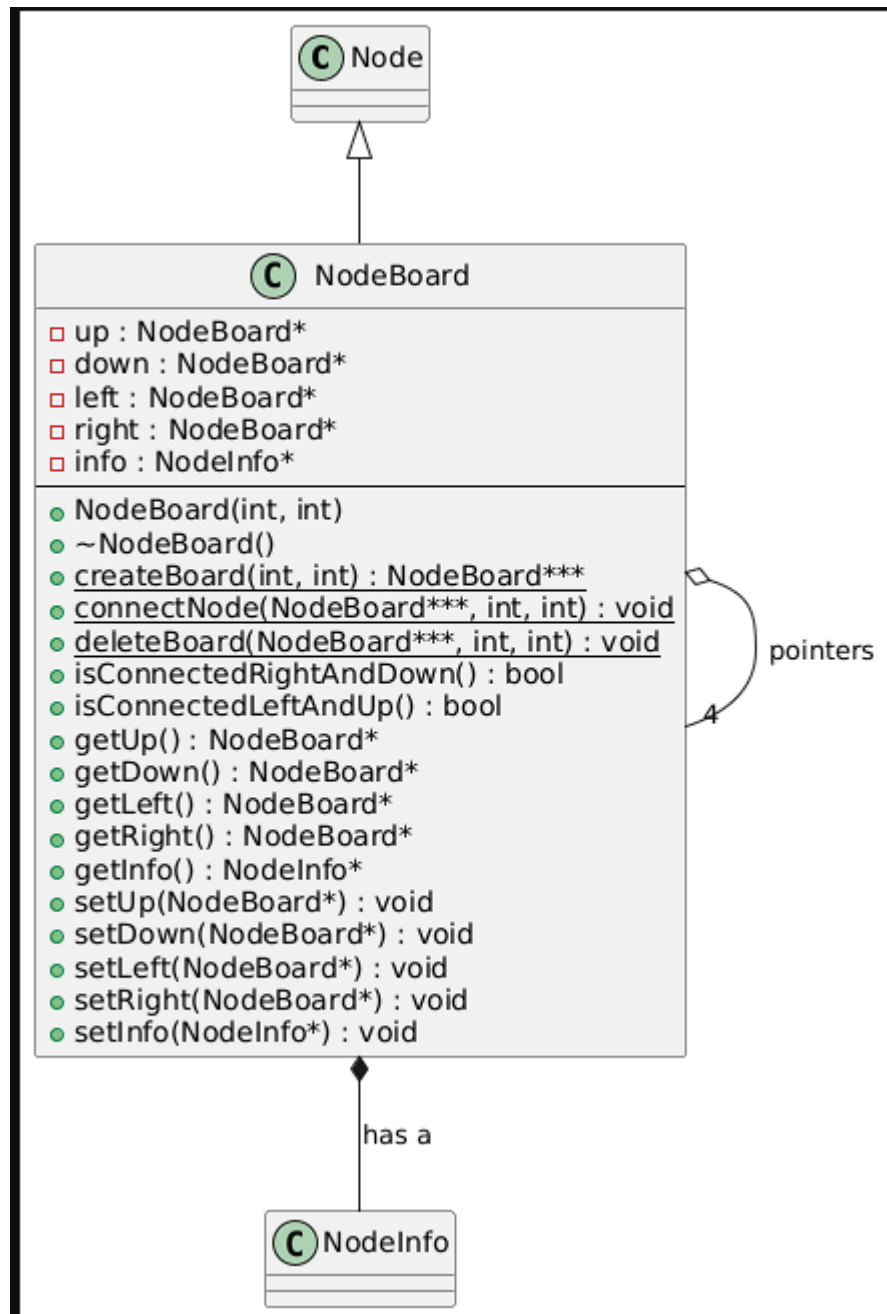 C Node
C NodeBoard
up : NodeBoard*
down : NodeBoard*
left : NodeBoard*
right : NodeBoard*
info : NodeInfo*
NodeBoard(int, int)
~NodeBoard()
createBoard(int, int) : NodeBoard***
connectNode(NodeBoard***, int, int) : void
deleteBoard(NodeBoard***, int, int) : void
isConnectedRightAndDown() : bool
isConnectedLeftAndUp() : bool
getUp() : NodeBoard*
getDown() : NodeBoard*
getLeft() : NodeBoard*
getRight() : NodeBoard*
getInfo() : NodeInfo*
setUp(NodeBoard*) : void
setDown(NodeBoard*) : void
setLeft(NodeBoard*) : void
setRight(NodeBoard*) : void
setInfo(NodeInfo*) : void
pointers
4
has a
C NodeInfo